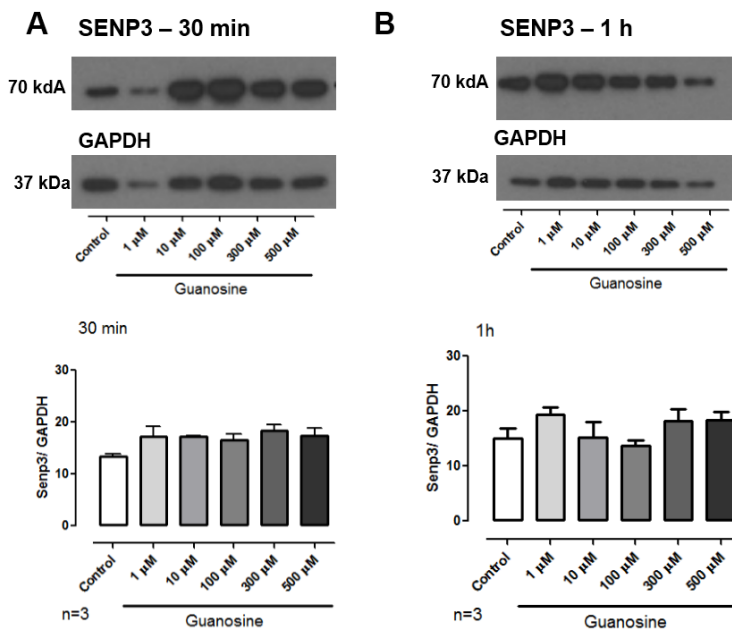 A SENP3 – 30 min
70 kdA
GAPDH
37 kDa
Control 1 µM 10 µM 100 µM 300 µM 500 µM
Guanosine
30 min
30
20
10
0
Senp3/ GAPDH
Control 1 µM 10 µM 100 µM 300 µM 500 µM
n=3
Guanosine
B SENP3 – 1 h
70 kdA
GAPDH
37 kDa
Control 1 µM 10 µM 100 µM 300 µM 500 µM
Guanosine
1h
30
20
10
0
Senp3/ GAPDH
Control 1 µM 10 µM 100 µM 300 µM 500 µM
n=3
Guanosine